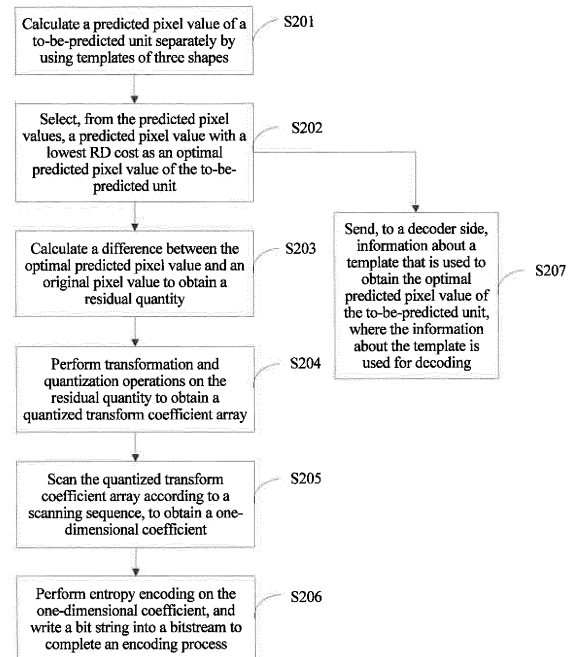 Calculate a predicted pixel value of a
to-be-predicted unit separately by
using templates of three shapes
S201
Select, from the predicted pixel
values, a predicted pixel value with a
lowest RD cost as an optimal
predicted pixel value of the to-be-
predicted unit
S202
Calculate a difference between the
optimal predicted pixel value and an
original pixel value to obtain a
residual quantity
S203
Send, to a decoder side,
information about a
template that is used to
obtain the optimal
predicted pixel value of
the to-be-predicted unit,
where the information
about the template is
used for decoding
S207
Perform transformation and
quantization operations on the
residual quantity to obtain a
quantized transform coefficient array
S204
Scan the quantized transform
coefficient array according to a
scanning sequence, to obtain a one-
dimensional coefficient
S205
Perform entropy encoding on the
one-dimensional coefficient, and
write a bit string into a bitstream to
complete an encoding process
S206